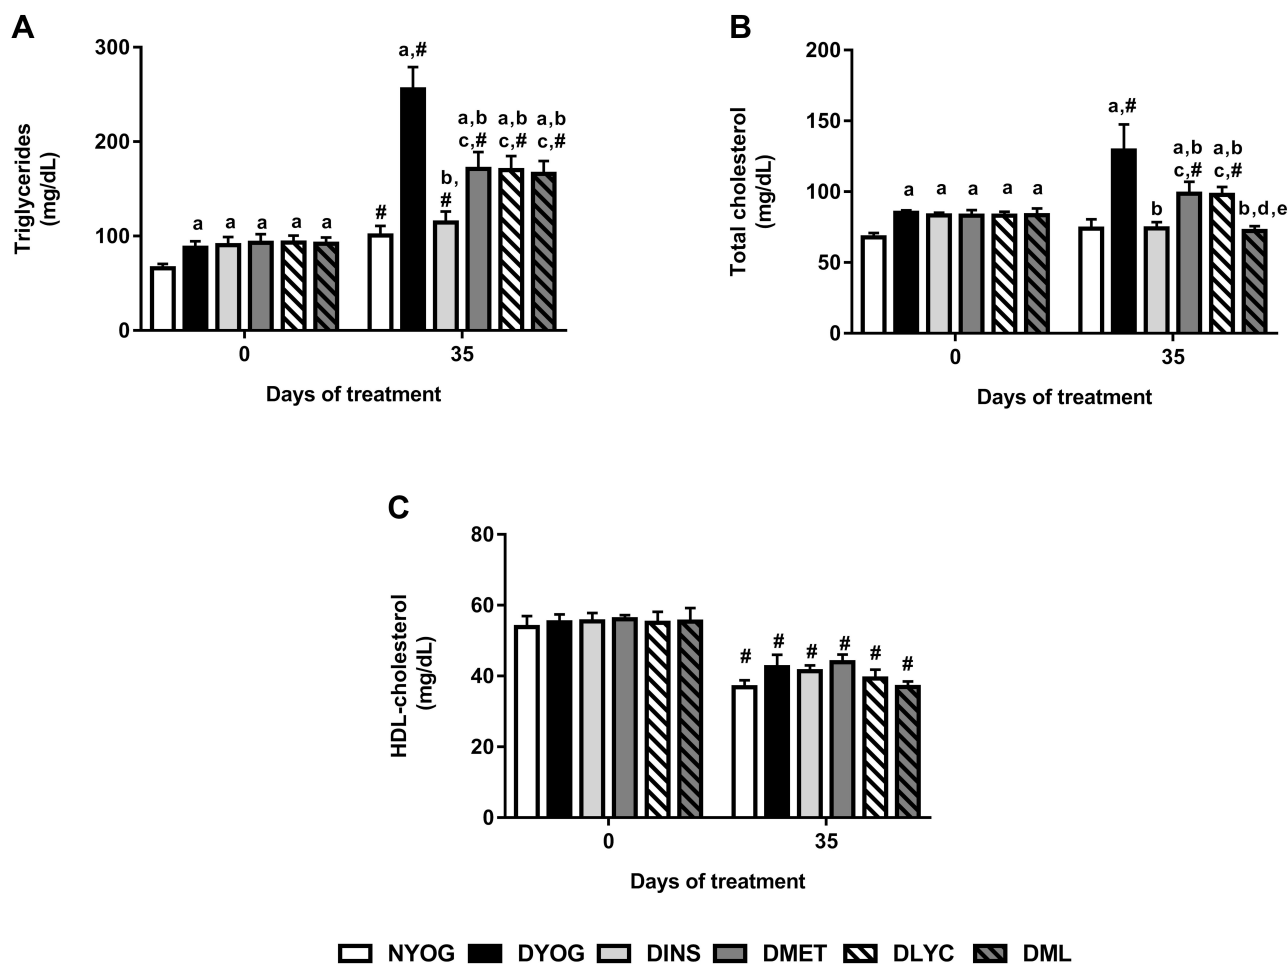 A
Triglycerides
(mg/dL)
300
200
100
0
a
a
a
a
a
#
a,#
b,
#
a,b
c,#
a,b
c,#
a,b
c,#
0
35
Days of treatment
B
Total cholesterol
(mg/dL)
200
150
100
50
0
a
a
a
a
a
a,#
b
a,b
c,#
a,b
c,#
b,d,e
0
35
Days of treatment
C
HDL-cholesterol
(mg/dL)
80
60
40
20
0
#
#
#
#
#
#
0
35
Days of treatment
NYOG DYOG DINS DMET DLYC DML